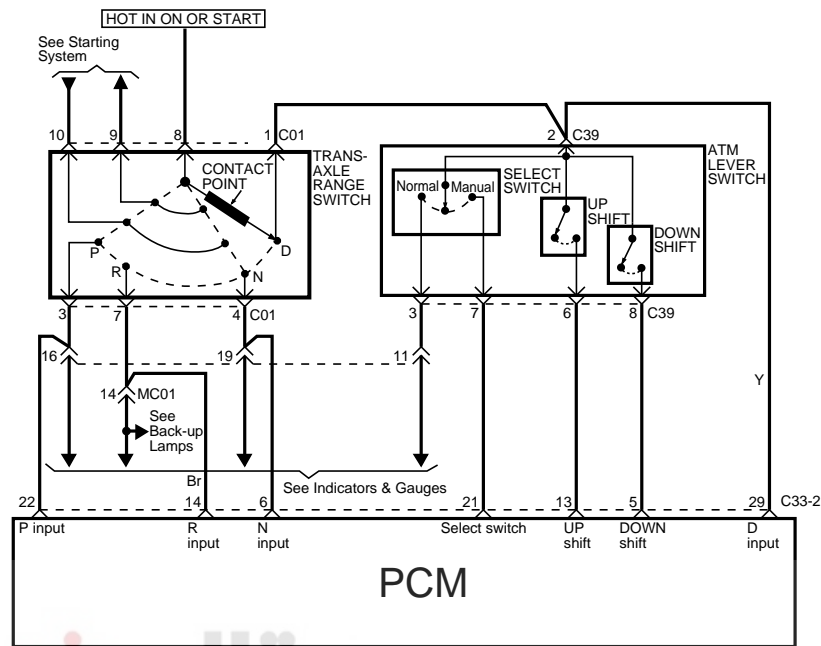 HOT IN ON OR START
See Starting
System
10
9
8
1 C01
2 C39
TRANS-
AXLE
RANGE
SWITCH
CONTACT
POINT
P
R
N
D
ATM
LEVER
SWITCH
SELECT
SWITCH
Normal
Manual
UP
SHIFT
DOWN
SHIFT
3
7
4 C01
3
7
6
8 C39
16
19
11
14 MC01
See
Back-up
Lamps
Y
Br
See Indicators & Gauges
22
14
6
21
13
5
29
C33-2
P input
R
input
N
input
Select switch
UP
shift
DOWN
shift
D
input
PCM